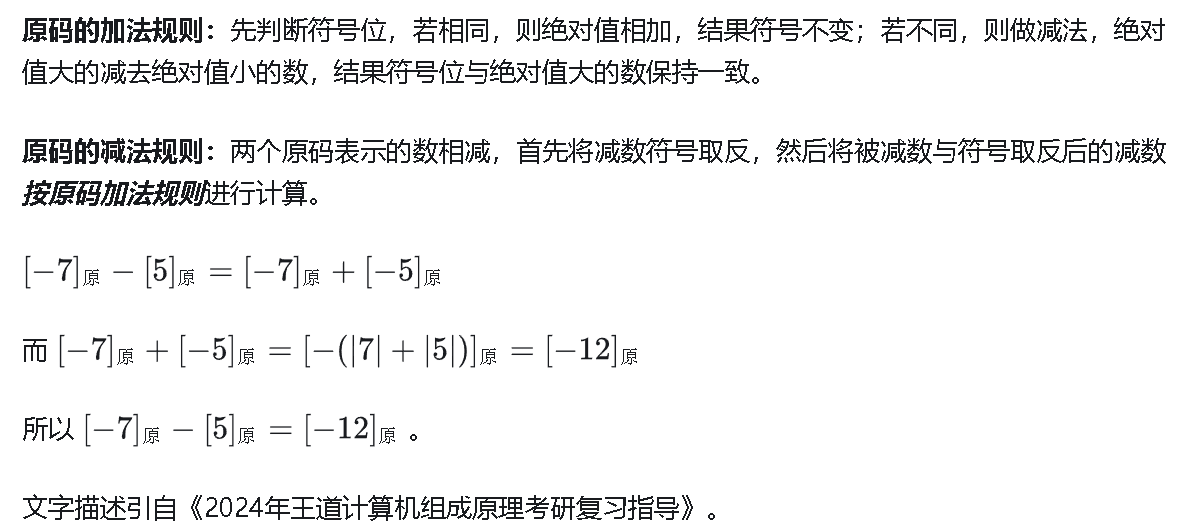 原码的加法规则：先判断符号位，若相同，则绝对值相加，结果符号不变；若不同，则做减法，绝对
值大的减去绝对值小的数，结果符号位与绝对值大的数保持一致。
原码的减法规则：两个原码表示的数相减，首先将减数符号取反，然后将被减数与符号取反后的减数
按原码加法规则进行计算。
[−7]原 − [5]原 = [−7]原 + [−5]原
而 [−7]原 + [−5]原 = [−(|7| + |5|)]原 = [−12]原
所以 [−7]原 − [5]原 = [−12]原 。
文字描述引自《2024年王道计算机组成原理考研复习指导》。